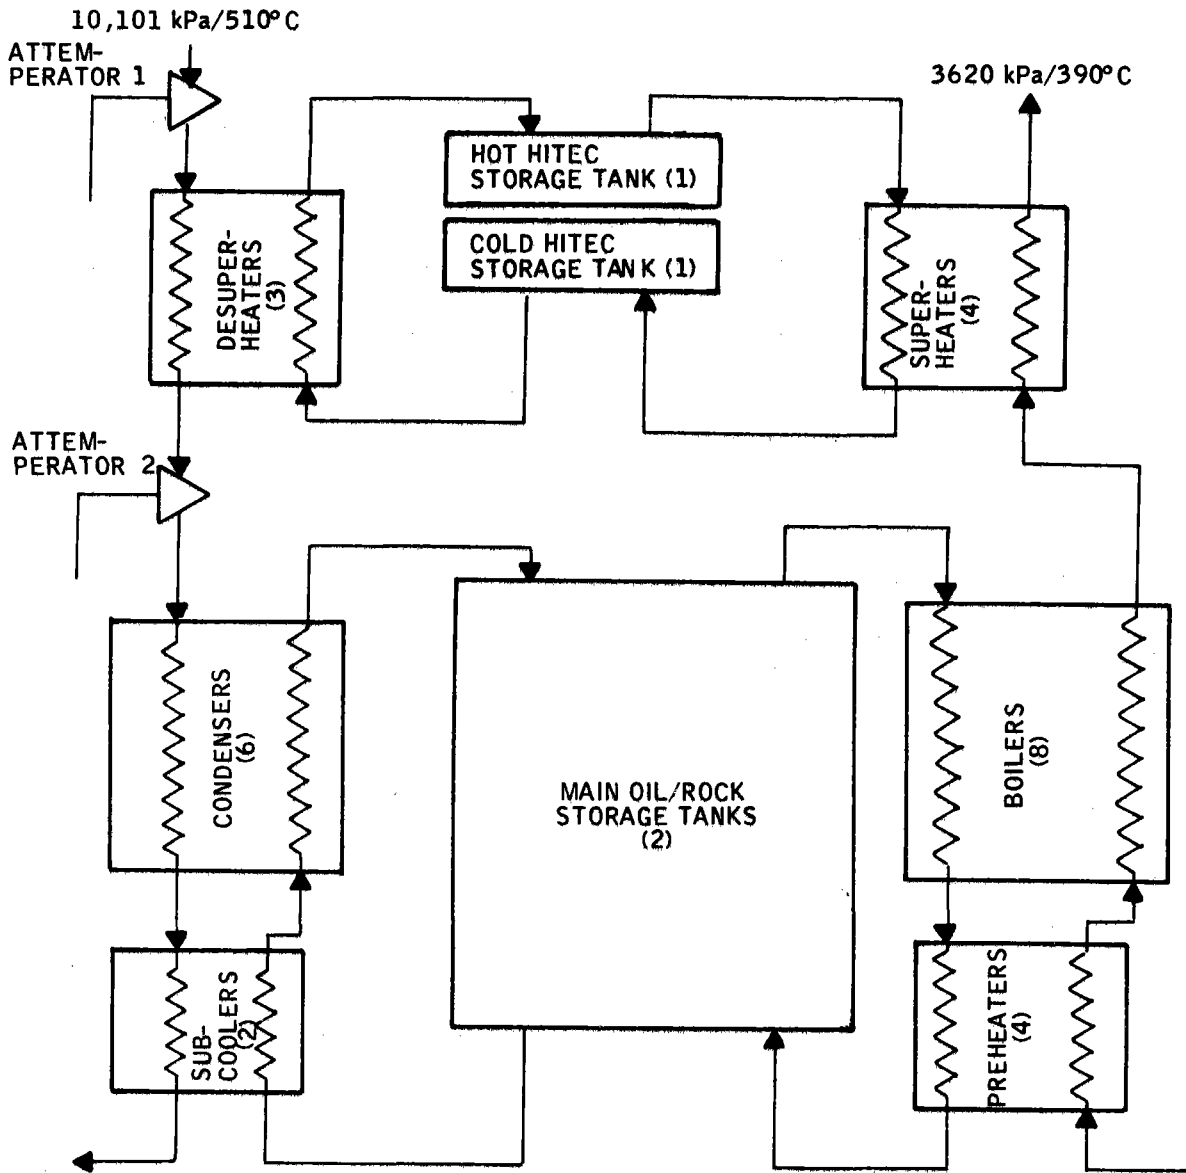 10,101 kPa/510°C
ATTEM-
PERATOR 1
3620 kPa/390°C
HOT HITEC
STORAGE TANK (1)
COLD HITEC
STORAGE TANK (1)
DESUPER-
HEATERS
(3)
SUPER-
HEATERS
(4)
ATTEM-
PERATOR 2
CONDENSERS
(6)
MAIN OIL/ROCK
STORAGE TANKS
(2)
BOILERS
(8)
SUB-
COOLERS
(2)
PREHEATERS
(4)